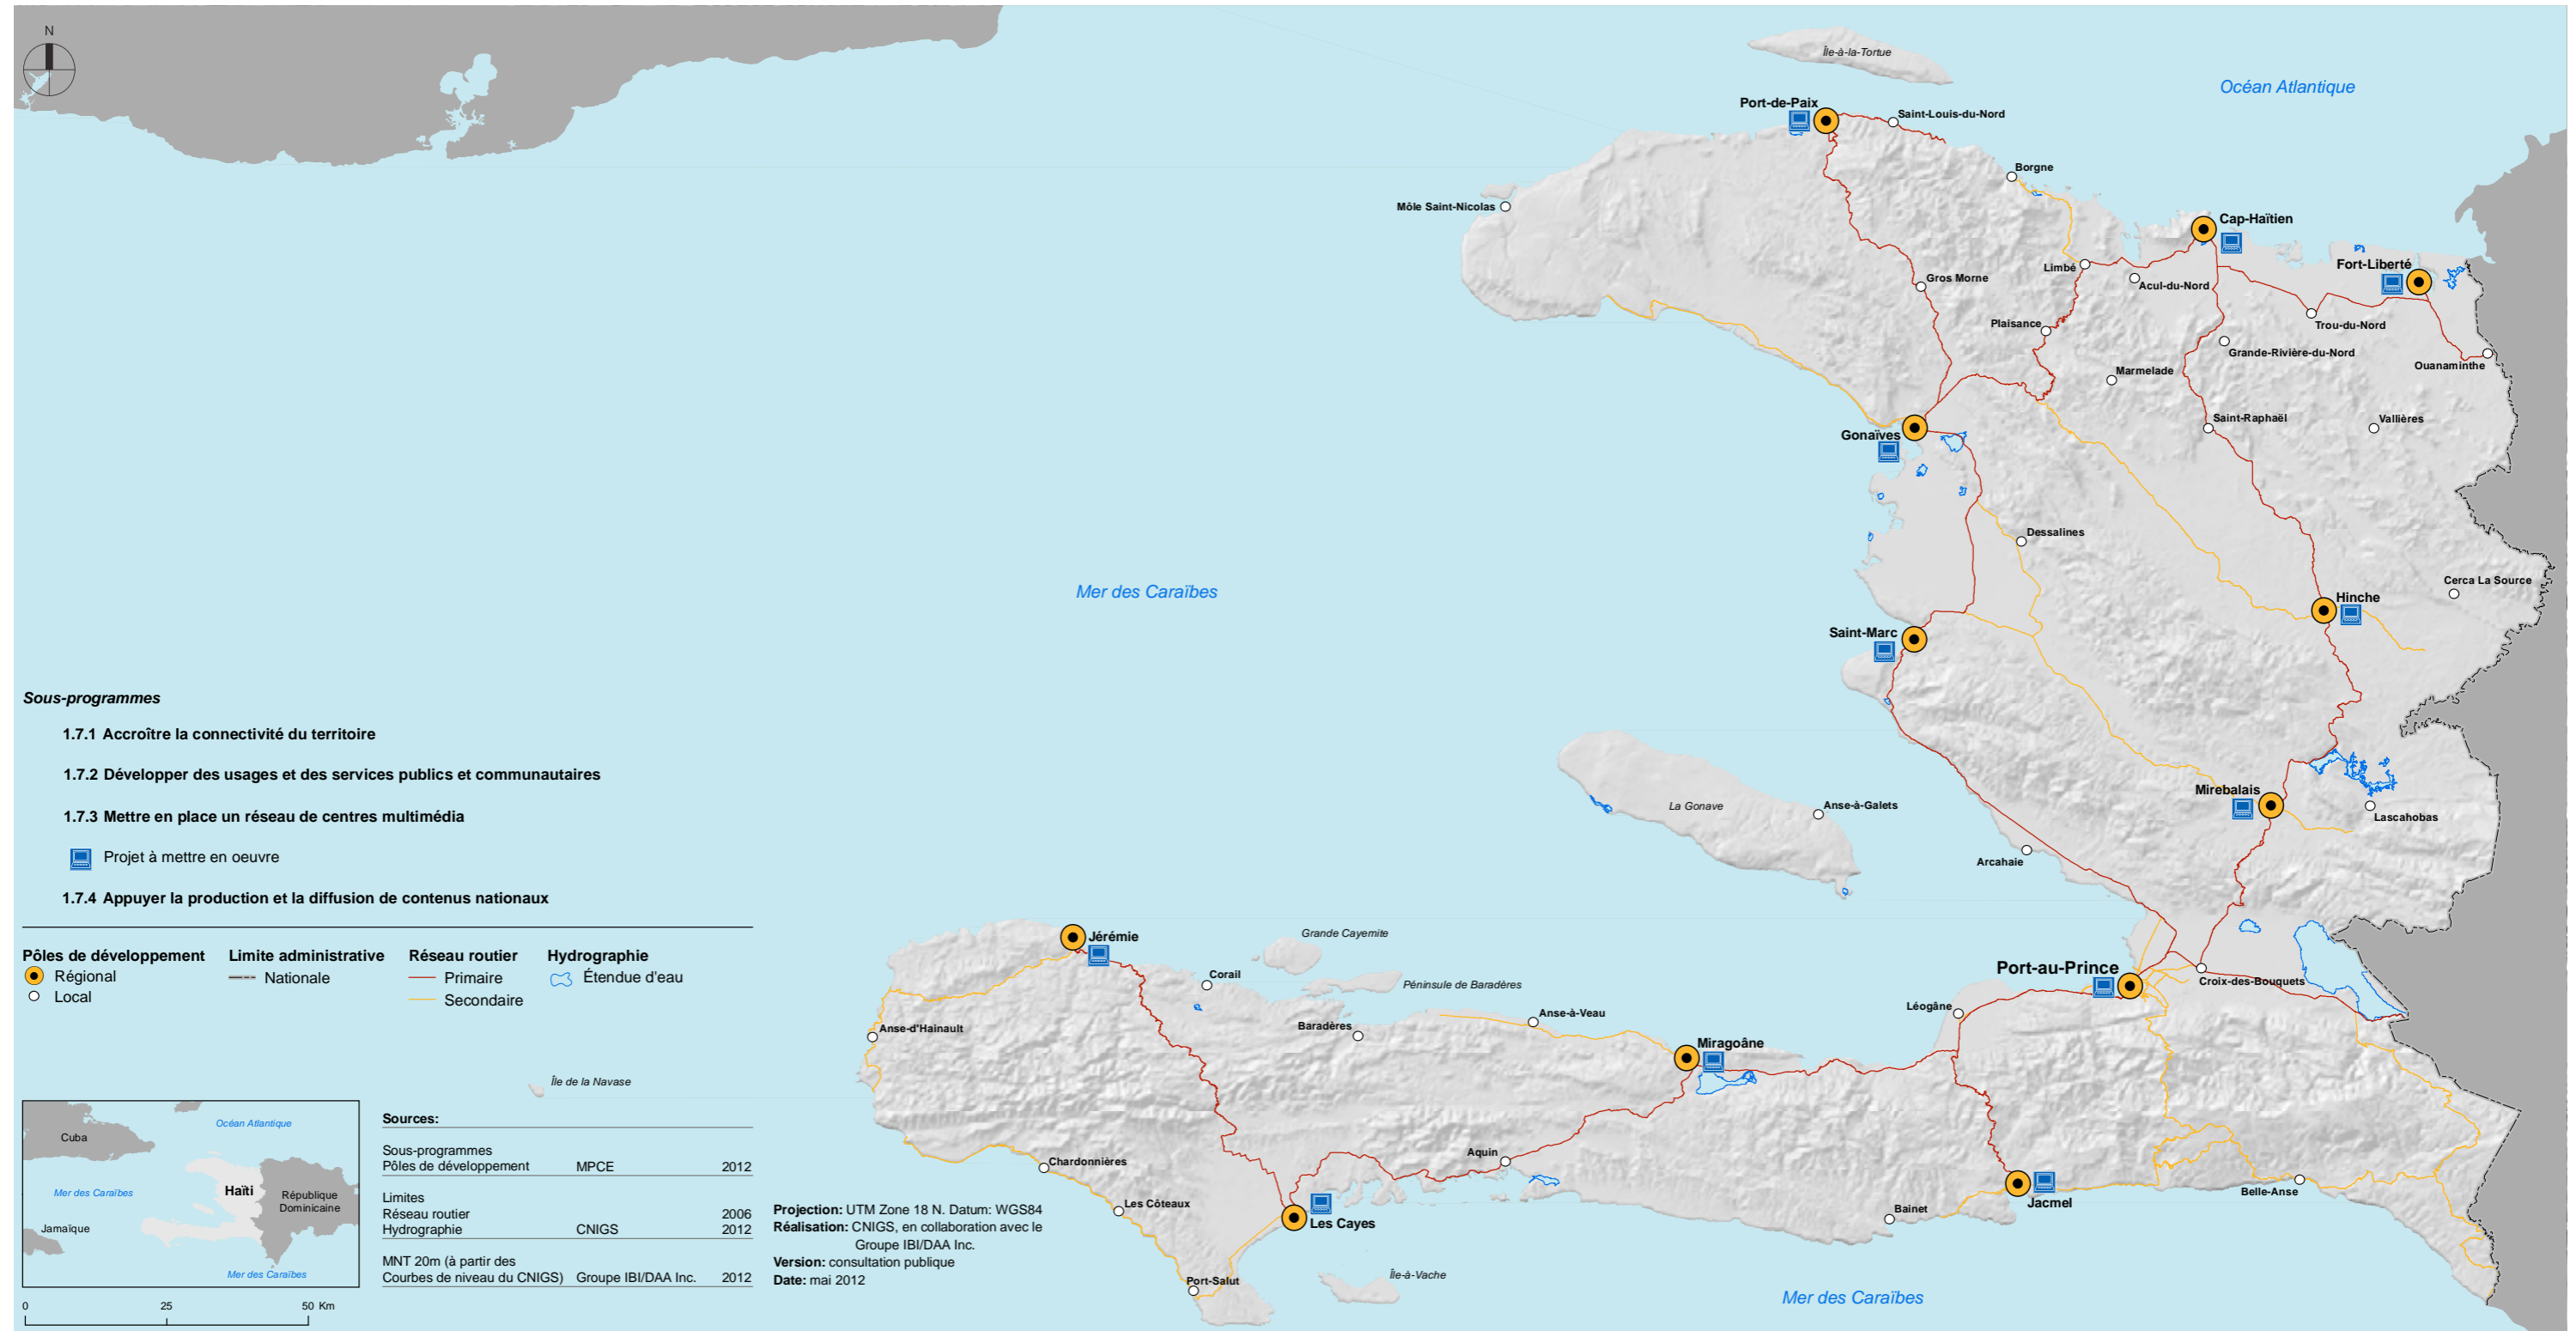 N
Île-à-la-Tortue
Océan Atlantique
Port-de-Paix
Saint-Louis-du-Nord
Borgne
Môle Saint-Nicolas
Cap-Haïtien
Limbé
Fort-Liberté
Gros Morne
Acul-du-Nord
Plaisance
Trou-du-Nord
Grande-Rivière-du-Nord
Ouanaminthe
Marmelade
Saint-Raphaël
Vallières
Gonaïves
Dessalines
Cerca La Source
Mer des Caraïbes
Hinche
Saint-Marc
Mirebalais
La Gonave
Anse-à-Galets
Lascahobas
Arcahaie
Jérémie
Grande Cayemite
Corail
Péninsule de Baradères
Port-au-Prince
Croix-des-Bouquets
Léogâne
Anse-à-Veau
Anse-d'Hainault
Baradères
Miragoâne
Île de la Navase
Aquin
Chardonnières
Les Côteaux
Les Cayes
Jacmel
Bainet
Belle-Anse
Port-Salut
Île-à-Vache
Mer des Caraïbes
Sous-programmes
1.7.1 Accroître la connectivité du territoire
1.7.2 Développer des usages et des services publics et communautaires
1.7.3 Mettre en place un réseau de centres multimédia
Projet à mettre en oeuvre
1.7.4 Appuyer la production et la diffusion de contenus nationaux
Pôles de développement
Régional
Local
Limite administrative
Nationale
Réseau routier
Primaire
Secondaire
Hydrographie
Étendue d'eau
Cuba
Océan Atlantique
Mer des Caraïbes
Haïti
République
Dominicaine
Jamaïque
Mer des Caraïbes
0 25 50 Km
Sources:
Sous-programmes
Pôles de développement MPCE 2012
Limites
Réseau routier 2006
Hydrographie CNIGS 2012
MNT 20m (à partir des
Courbes de niveau du CNIGS) Groupe IBI/DAA Inc. 2012
Projection: UTM Zone 18 N. Datum: WGS84
Réalisation: CNIGS, en collaboration avec le
Groupe IBI/DAA Inc.
Version: consultation publique
Date: mai 2012